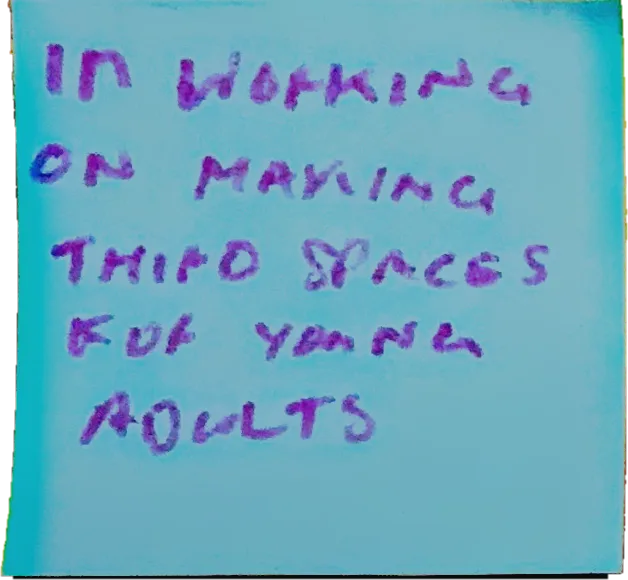 IM WORKING
ON MAKING
THIRD SPACES
FOR YOUNG
ADULTS